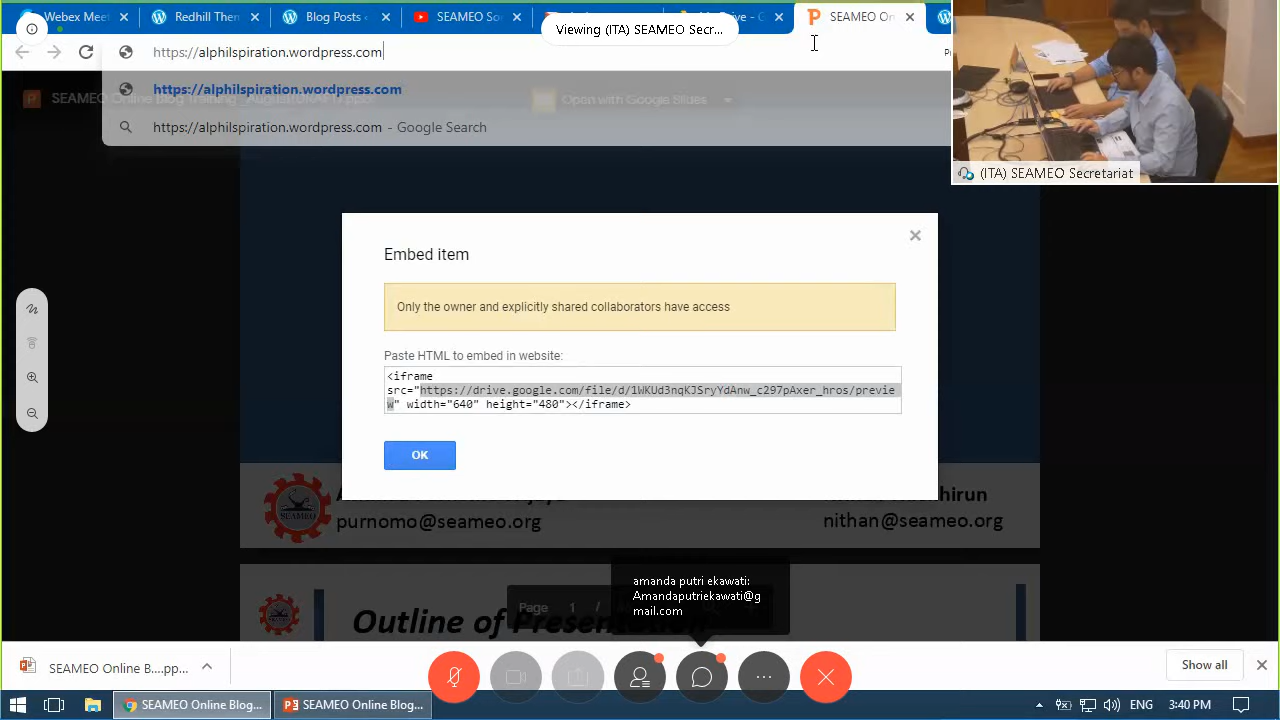 Webex Meet
Redhill Then
Blog Posts ‹
SEAMEO So
SEAMEO On
Viewing (ITA) SEAMEO Secr...
https://alphilspiration.wordpress.com
https://alphilspiration.wordpress.com
https://alphilspiration.wordpress.com - Google Search
Open with Google Slides
(ITA) SEAMEO Secretariat
Embed item
Only the owner and explicitly shared collaborators have access
Paste HTML to embed in website:
<iframe
src="https://drive.google.com/file/d/1WKUd3nqKJSryYdAnw_c297pAxer_hros/previe
w" width="640" height="480"></iframe>
OK
SEAMEO
purnomo@seameo.org
nithan@seameo.org
amanda putri ekawati:
Amandaputriekawati@g
mail.com
Page 1 /
Outline of Presentation
SEAMEO Online B....pp...
Show all
SEAMEO Online Blog...
SEAMEO Online Blog...
ENG
3:40 PM